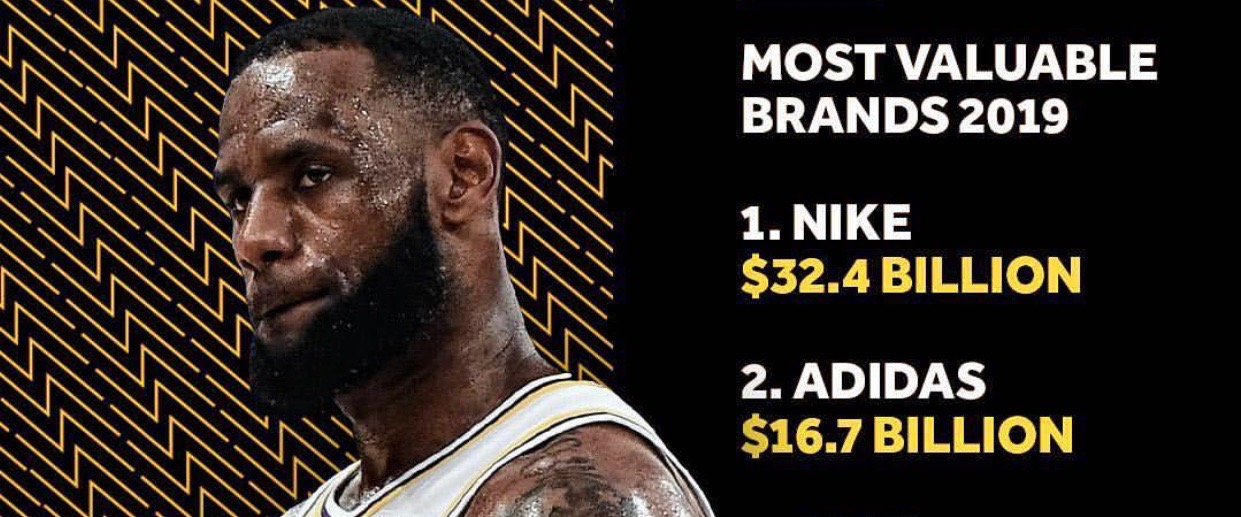 MOST VALUABLE
BRANDS 2019
1. NIKE
$32.4 BILLION
2. ADIDAS
$16.7 BILLION